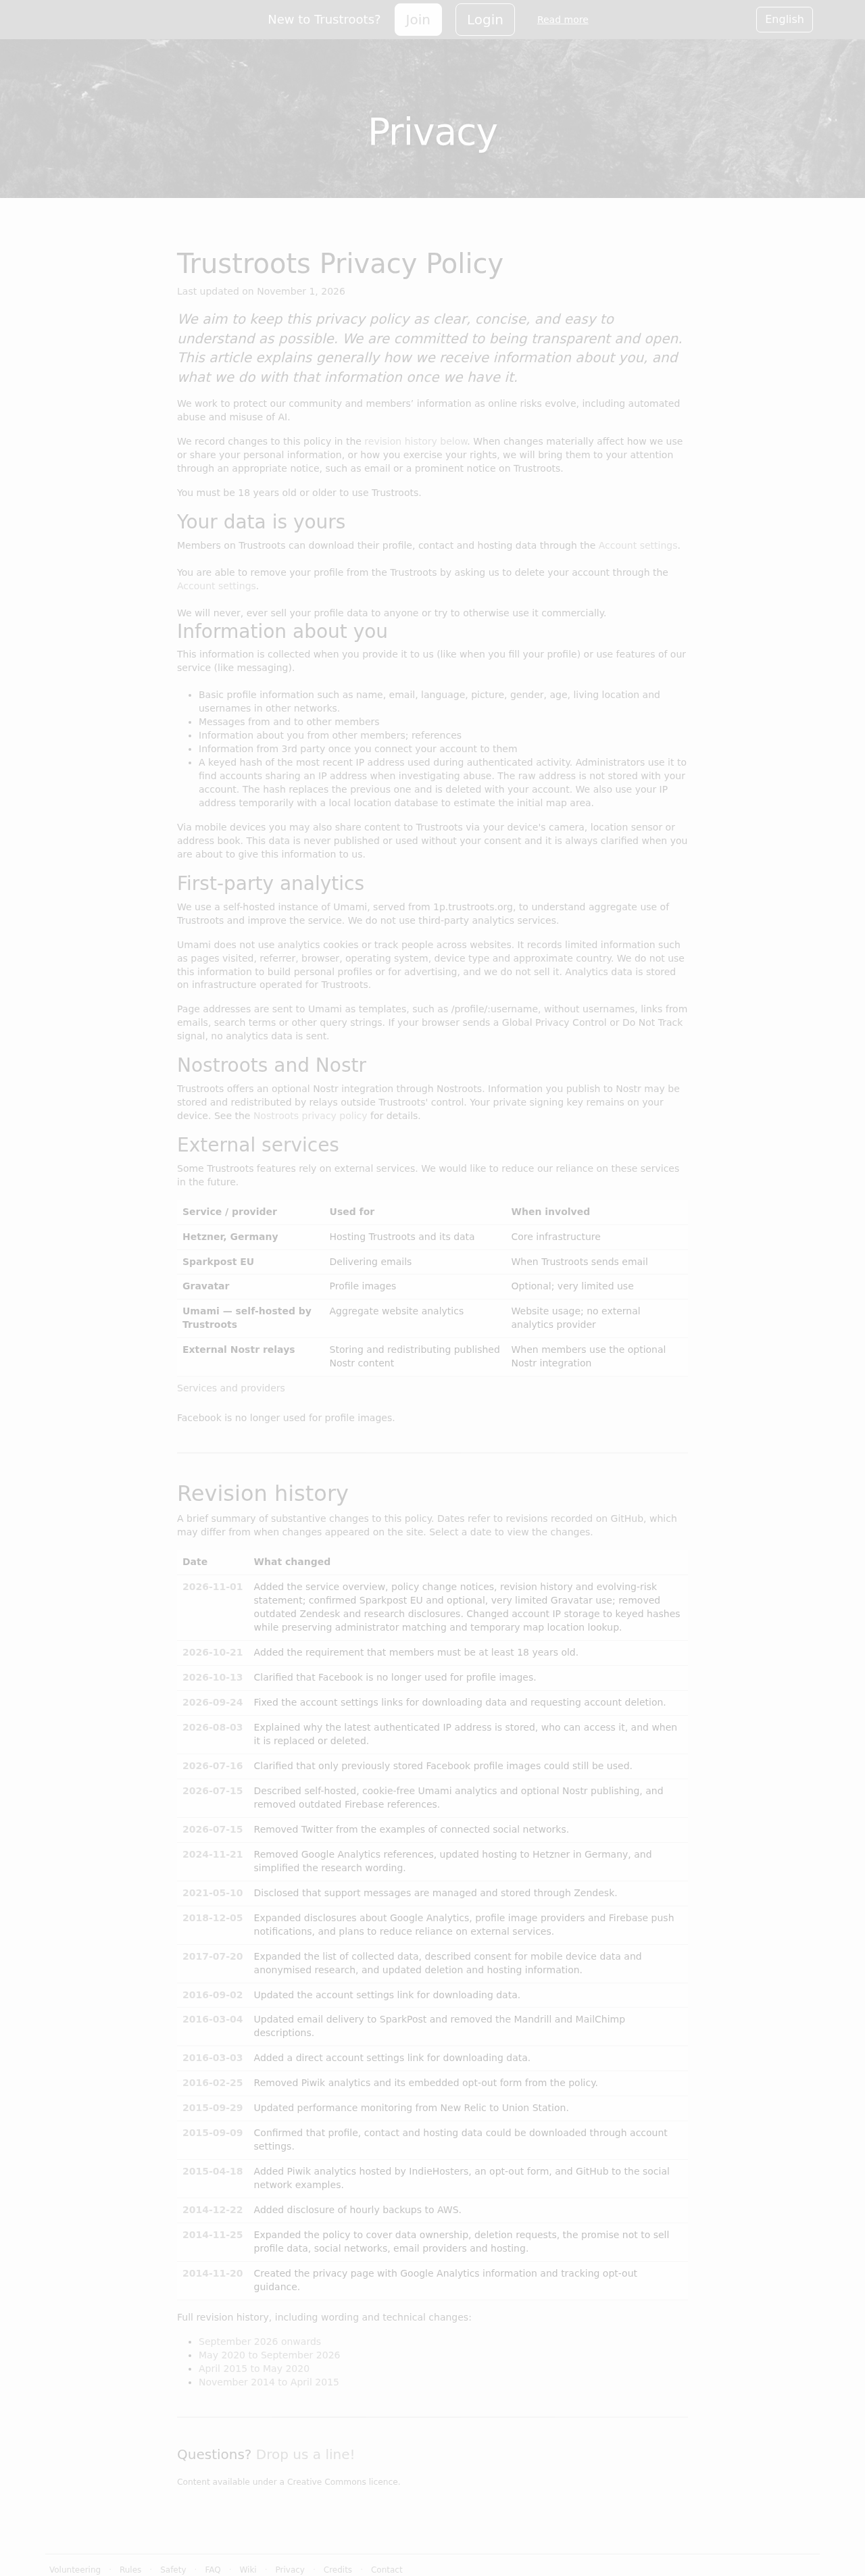 New to Trustroots? Join Login Read more English
Privacy
Trustroots Privacy Policy
Last updated on November 1, 2026
We aim to keep this privacy policy as clear, concise, and easy to
understand as possible. We are committed to being transparent and open.
This article explains generally how we receive information about you, and
what we do with that information once we have it.
We work to protect our community and members' information as online risks evolve, including automated
abuse and misuse of AI.
We record changes to this policy in the revision history below. When changes materially affect how we use
or share your personal information, or how you exercise your rights, we will bring them to your attention
through an appropriate notice, such as email or a prominent notice on Trustroots.
You must be 18 years old or older to use Trustroots.
Your data is yours
Members on Trustroots can download their profile, contact and hosting data through the Account settings.
You are able to remove your profile from the Trustroots by asking us to delete your account through the
Account settings.
We will never, ever sell your profile data to anyone or try to otherwise use it commercially.
Information about you
This information is collected when you provide it to us (like when you fill your profile) or use features of our
service (like messaging).
• Basic profile information such as name, email, language, picture, gender, age, living location and
usernames in other networks.
• Messages from and to other members
• Information about you from other members; references
• Information from 3rd party once you connect your account to them
• A keyed hash of the most recent IP address used during authenticated activity. Administrators use it to
find accounts sharing an IP address when investigating abuse. The raw address is not stored with your
account. The hash replaces the previous one and is deleted with your account. We also use your IP
address temporarily with a local location database to estimate the initial map area.
Via mobile devices you may also share content to Trustroots via your device's camera, location sensor or
address book. This data is never published or used without your consent and it is always clarified when you
are about to give this information to us.
First-party analytics
We use a self-hosted instance of Umami, served from 1p.trustroots.org, to understand aggregate use of
Trustroots and improve the service. We do not use third-party analytics services.
Umami does not use analytics cookies or track people across websites. It records limited information such
as pages visited, referrer, browser, operating system, device type and approximate country. We do not use
this information to build personal profiles or for advertising, and we do not sell it. Analytics data is stored
on infrastructure operated for Trustroots.
Page addresses are sent to Umami as templates, such as /profile/:username, without usernames, links from
emails, search terms or other query strings. If your browser sends a Global Privacy Control or Do Not Track
signal, no analytics data is sent.
Nostroots and Nostr
Trustroots offers an optional Nostr integration through Nostroots. Information you publish to Nostr may be
stored and redistributed by relays outside Trustroots' control. Your private signing key remains on your
device. See the Nostroots privacy policy for details.
External services
Some Trustroots features rely on external services. We would like to reduce our reliance on these services
in the future.
Service / provider Used for When involved
Hetzner, Germany Hosting Trustroots and its data Core infrastructure
Sparkpost EU Delivering emails When Trustroots sends email
Gravatar Profile images Optional; very limited use
Umami — self-hosted by Aggregate website analytics Website usage; no external
Trustroots analytics provider
External Nostr relays Storing and redistributing published When members use the optional
Nostr content Nostr integration
Services and providers
Facebook is no longer used for profile images.
Revision history
A brief summary of substantive changes to this policy. Dates refer to revisions recorded on GitHub, which
may differ from when changes appeared on the site. Select a date to view the changes.
Date What changed
2026-11-01 Added the service overview, policy change notices, revision history and evolving-risk
statement; confirmed Sparkpost EU and optional, very limited Gravatar use; removed
outdated Zendesk and research disclosures. Changed account IP storage to keyed hashes
while preserving administrator matching and temporary map location lookup.
2026-10-21 Added the requirement that members must be at least 18 years old.
2026-10-13 Clarified that Facebook is no longer used for profile images.
2026-09-24 Fixed the account settings links for downloading data and requesting account deletion.
2026-08-03 Explained why the latest authenticated IP address is stored, who can access it, and when
it is replaced or deleted.
2026-07-16 Clarified that only previously stored Facebook profile images could still be used.
2026-07-15 Described self-hosted, cookie-free Umami analytics and optional Nostr publishing, and
removed outdated Firebase references.
2026-07-15 Removed Twitter from the examples of connected social networks.
2024-11-21 Removed Google Analytics references, updated hosting to Hetzner in Germany, and
simplified the research wording.
2021-05-10 Disclosed that support messages are managed and stored through Zendesk.
2018-12-05 Expanded disclosures about Google Analytics, profile image providers and Firebase push
notifications, and plans to reduce reliance on external services.
2017-07-20 Expanded the list of collected data, described consent for mobile device data and
anonymised research, and updated deletion and hosting information.
2016-09-02 Updated the account settings link for downloading data.
2016-03-04 Updated email delivery to SparkPost and removed the Mandrill and MailChimp
descriptions.
2016-03-03 Added a direct account settings link for downloading data.
2016-02-25 Removed Piwik analytics and its embedded opt-out form from the policy.
2015-09-29 Updated performance monitoring from New Relic to Union Station.
2015-09-09 Confirmed that profile, contact and hosting data could be downloaded through account
settings.
2015-04-18 Added Piwik analytics hosted by IndieHosters, an opt-out form, and GitHub to the social
network examples.
2014-12-22 Added disclosure of hourly backups to AWS.
2014-11-25 Expanded the policy to cover data ownership, deletion requests, the promise not to sell
profile data, social networks, email providers and hosting.
2014-11-20 Created the privacy page with Google Analytics information and tracking opt-out
guidance.
Full revision history, including wording and technical changes:
• September 2026 onwards
• May 2020 to September 2026
• April 2015 to May 2020
• November 2014 to April 2015
Questions? Drop us a line!
Content available under a Creative Commons licence.
Volunteering Rules Safety FAQ Wiki Privacy Credits Contact